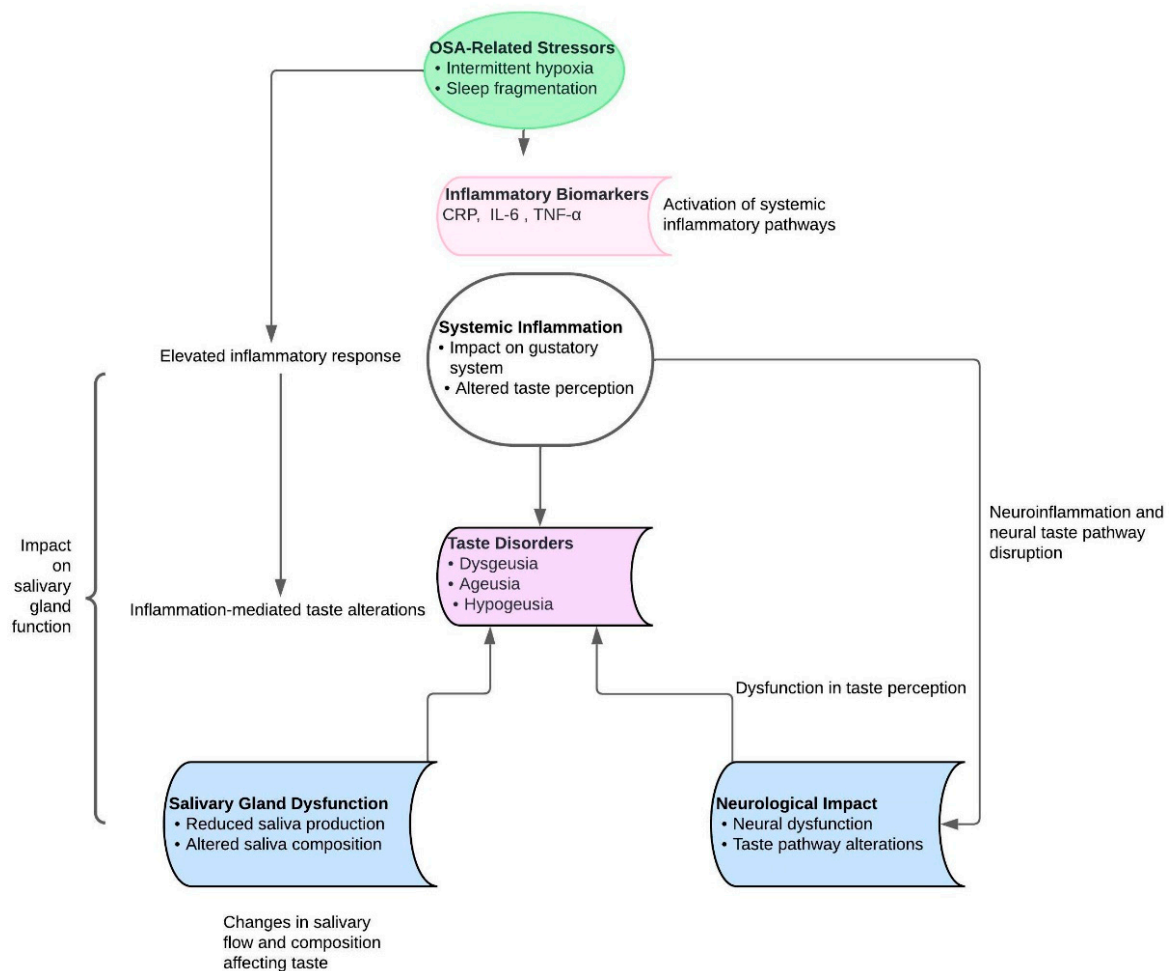 OSA-Related Stressors
• Intermittent hypoxia
• Sleep fragmentation
Inflammatory Biomarkers
CRP, IL-6 , TNF-α
Activation of systemic
inflammatory pathways
Systemic Inflammation
• Impact on gustatory
system
• Altered taste perception
Elevated inflammatory response
Neuroinflammation and
neural taste pathway
disruption
Impact
on
salivary
gland
function
Taste Disorders
• Dysgeusia
• Ageusia
• Hypogeusia
Inflammation-mediated taste alterations
Dysfunction in taste perception
Salivary Gland Dysfunction
• Reduced saliva production
• Altered saliva composition
Neurological Impact
• Neural dysfunction
• Taste pathway alterations
Changes in salivary
flow and composition
affecting taste